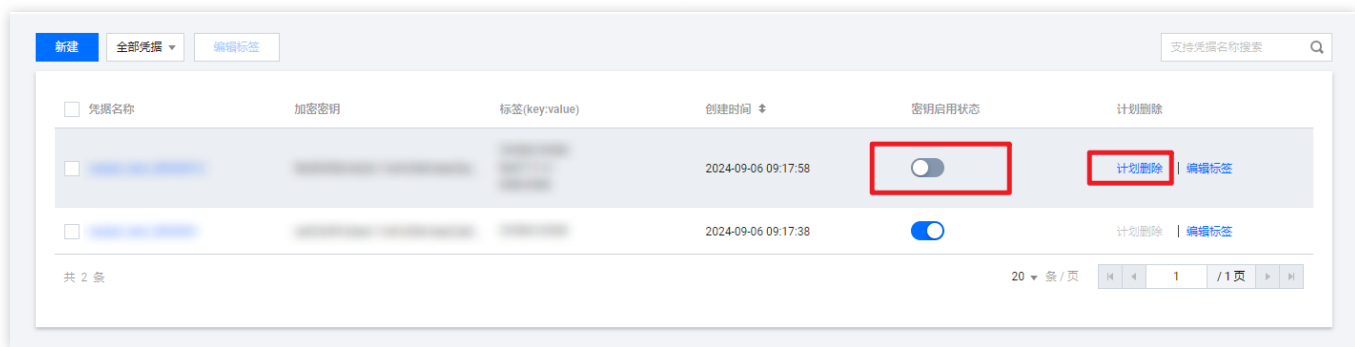 新建 全部凭据 编辑标签 支持凭据名称搜索
凭据名称 加密密钥 标签(key:value) 创建时间 密钥启用状态 计划删除
2024-09-06 09:17:58 计划删除 | 编辑标签
2024-09-06 09:17:38 计划删除 | 编辑标签
共 2 条 20 条 / 页 1 / 1 页